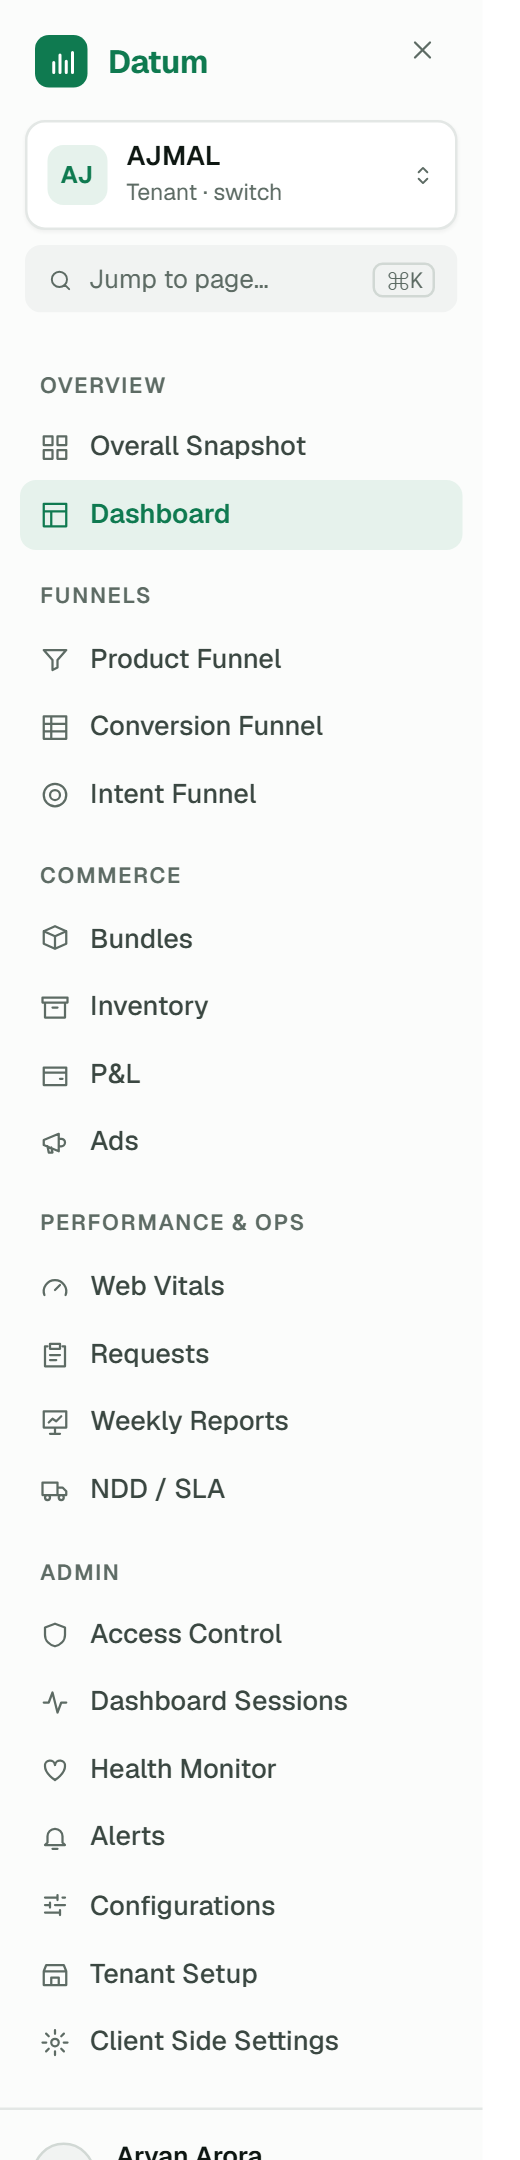 Datum
AJ
AJMAL
Tenant · switch
Jump to page...
⌘K
OVERVIEW
Overall Snapshot
Dashboard
FUNNELS
Product Funnel
Conversion Funnel
Intent Funnel
COMMERCE
Bundles
Inventory
P&L
Ads
PERFORMANCE & OPS
Web Vitals
Requests
Weekly Reports
NDD / SLA
ADMIN
Access Control
Dashboard Sessions
Health Monitor
Alerts
Configurations
Tenant Setup
Client Side Settings
Aryan Arora